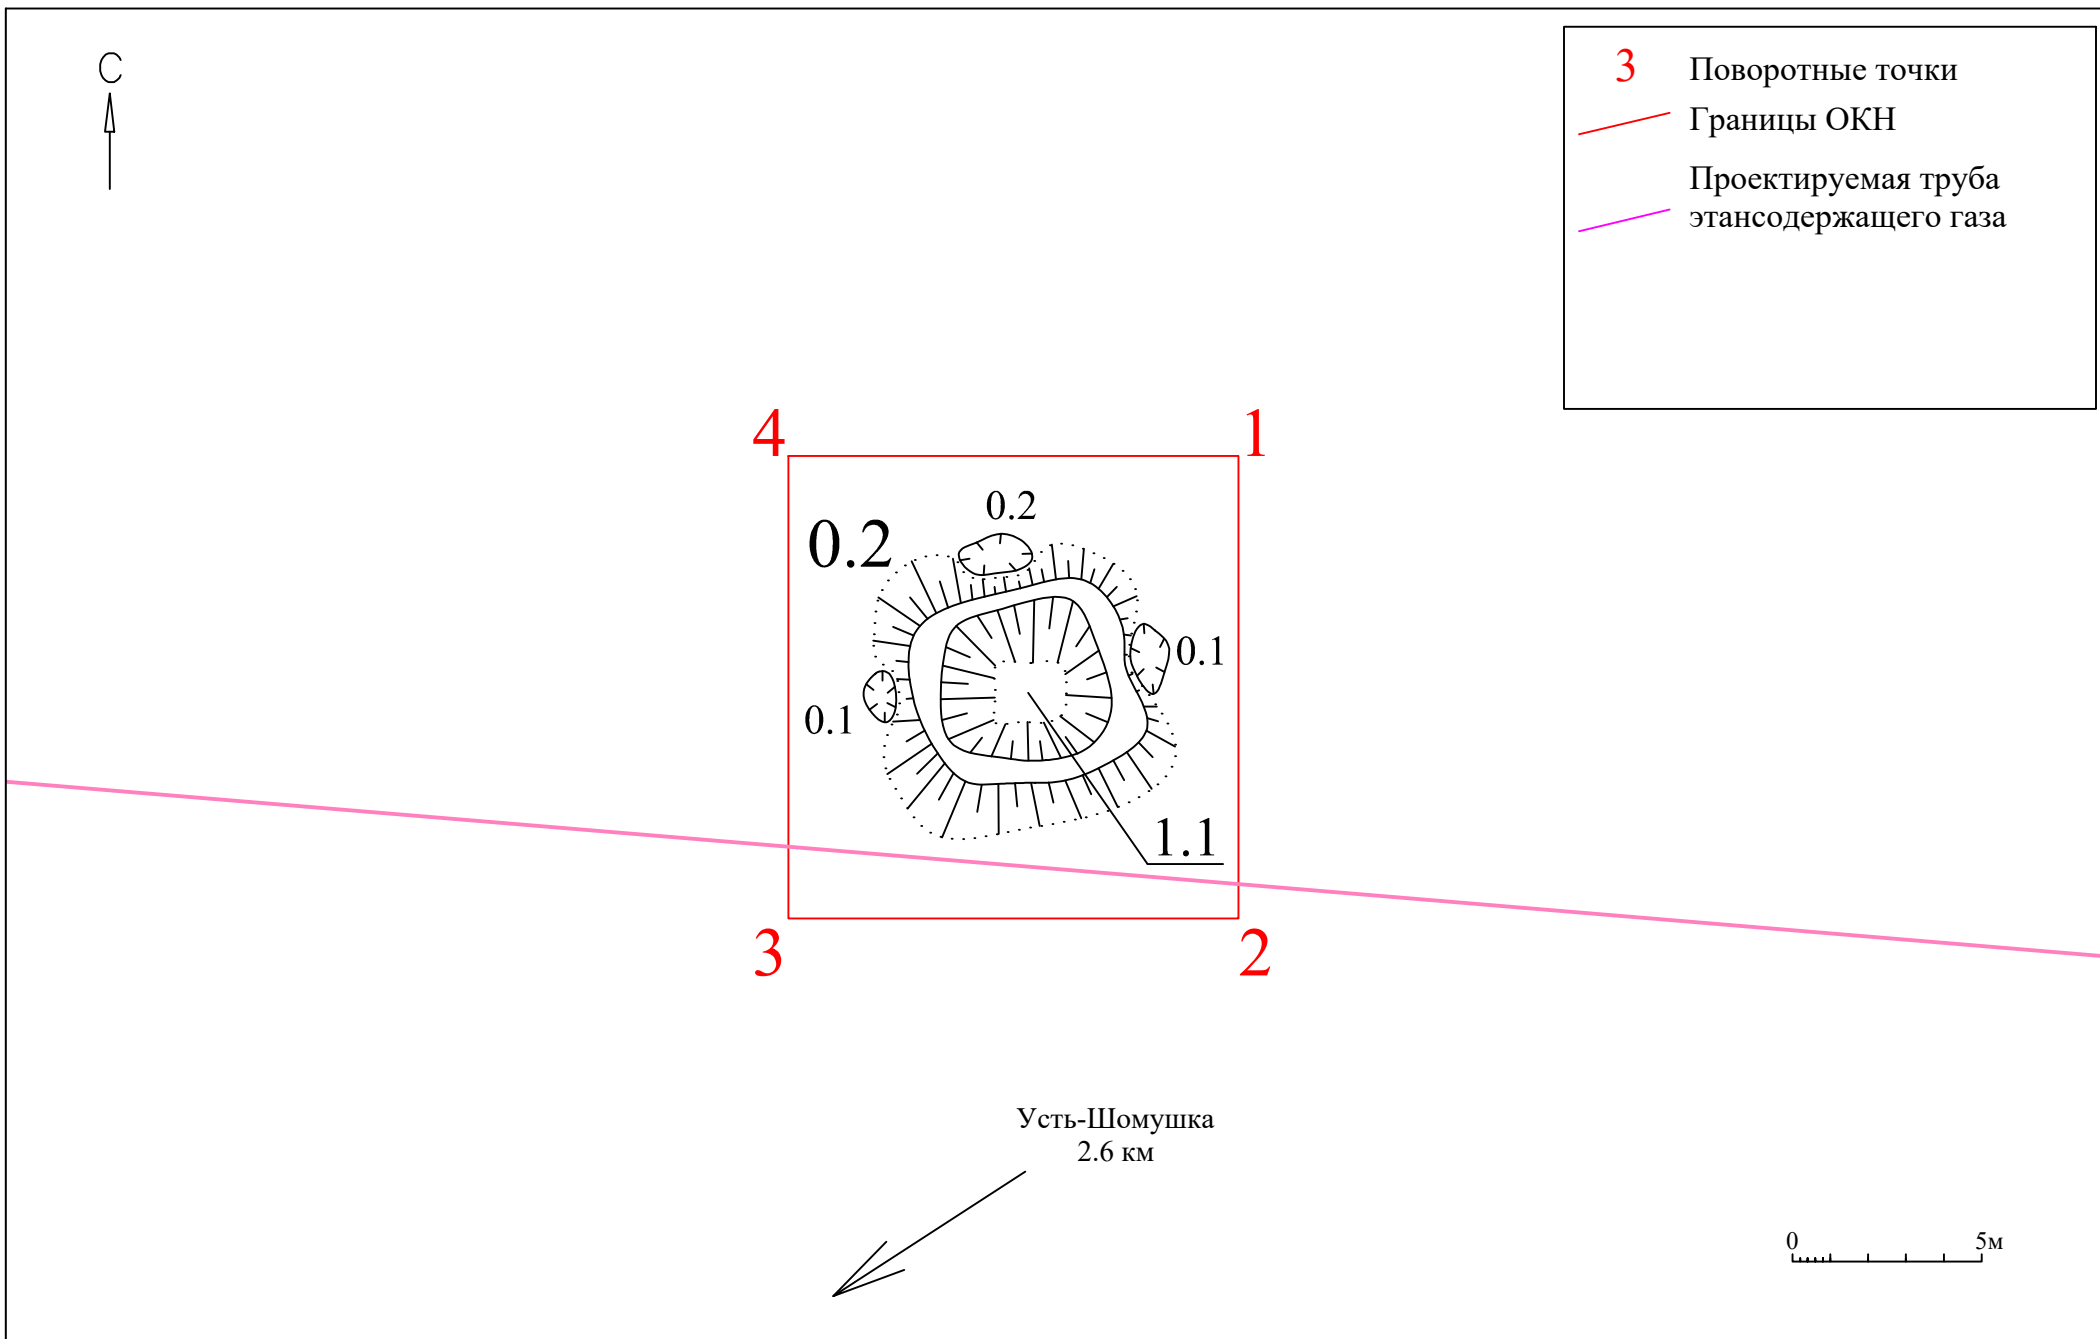 С
3 Поворотные точки
Границы ОКН
Проектируемая труба
этансодержащего газа
4
1
0.2
0.2
0.1
0.1
1.1
3
2
Усть-Шомушка
2.6 км
0 5м